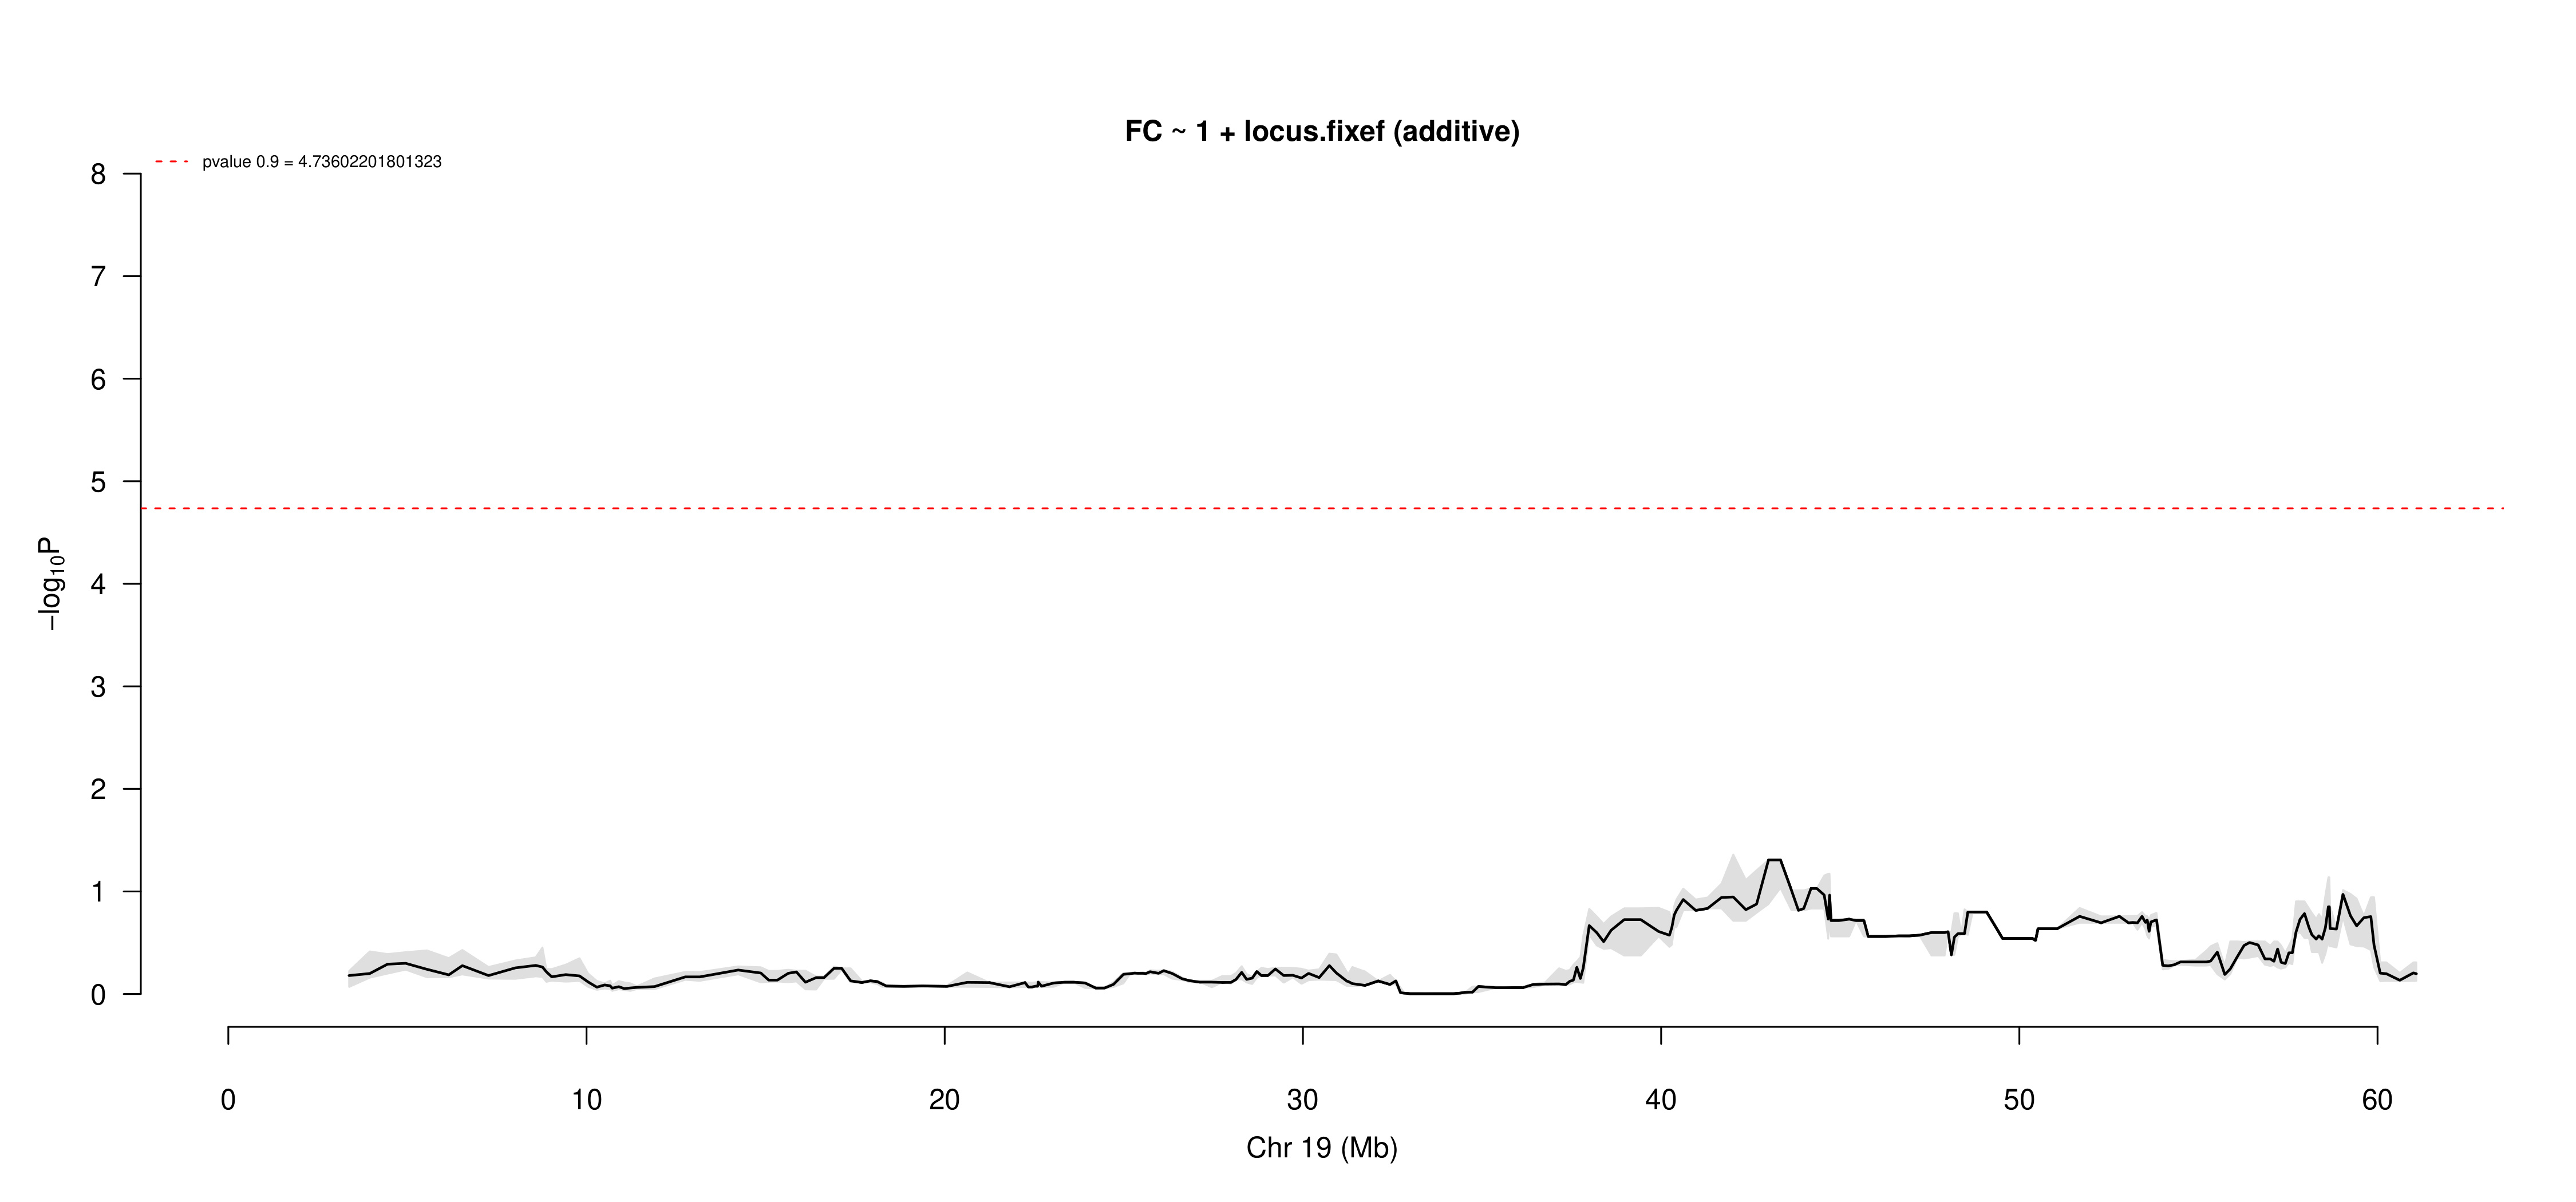 FC ~ 1 + locus.fixef (additive)
pvalue 0.9 = 4.73602201801323
8
7
6
5
4
3
2
1
0
−log10P
0 10 20 30 40 50 60
Chr 19 (Mb)